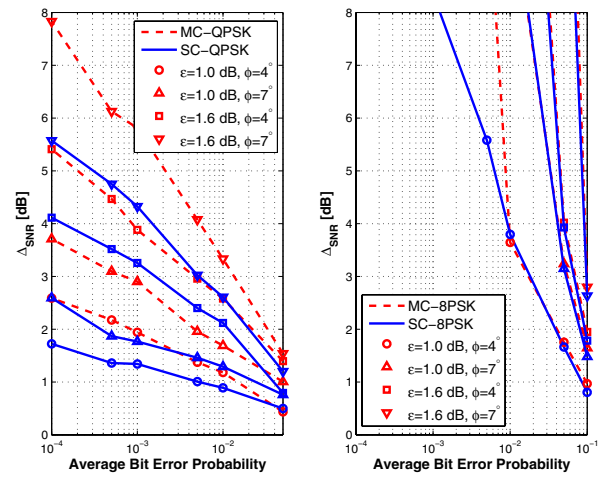 8
7
6
5
4
3
2
1
0
Δ_SNR [dB]
10⁻⁴
10⁻³
10⁻²
Average Bit Error Probability
MC−QPSK
SC−QPSK
ε=1.0 dB, φ=4°
ε=1.0 dB, φ=7°
ε=1.6 dB, φ=4°
ε=1.6 dB, φ=7°
8
7
6
5
4
3
2
1
0
Δ_SNR [dB]
10⁻⁴
10⁻³
10⁻²
10⁻¹
Average Bit Error Probability
MC−8PSK
SC−8PSK
ε=1.0 dB, φ=4°
ε=1.0 dB, φ=7°
ε=1.6 dB, φ=4°
ε=1.6 dB, φ=7°